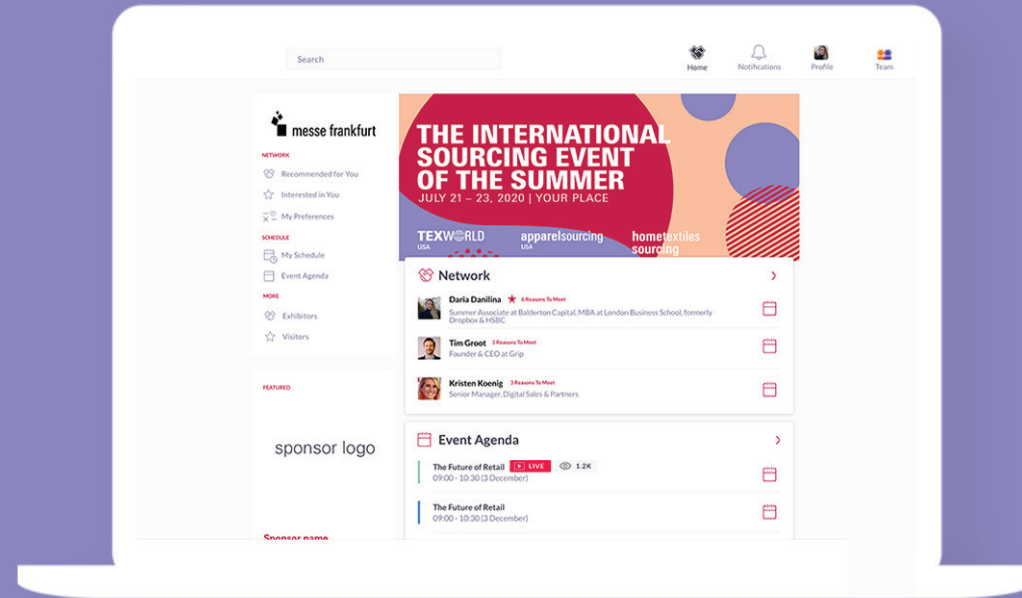 Search
Home
Notifications
Profile
Team
messe frankfurt
NETWORK
Recommended for You
Interested in You
My Preferences
SCHEDULE
My Schedule
Event Agenda
MORE
Exhibitors
Visitors
FEATURED
sponsor logo
Sponsor name
THE INTERNATIONAL
SOURCING EVENT
OF THE SUMMER
JULY 21 – 23, 2020 | YOUR PLACE
TEXWORLD
USA
apparelsourcing
USA
hometextiles
sourcing
Network
Daria Danilina 6 Reasons To Meet
Summer Associate at Balderton Capital, MBA at London Business School, formerly
Dropbox & HSBC
Tim Groot 3 Reasons To Meet
Founder & CEO at Grip
Kristen Koenig 3 Reasons To Meet
Senior Manager, Digital Sales & Partners
Event Agenda
The Future of Retail LIVE 1.2K
09:00 - 10:30 (3 December)
The Future of Retail
09:00 - 10:30 (3 December)